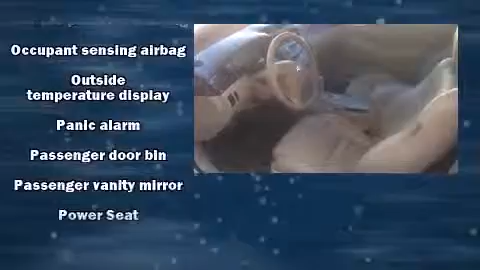 Occupant sensing airbag
Outside
temperature display
Panic alarm
Passenger door bin
Passenger vanity mirror
Power Seat